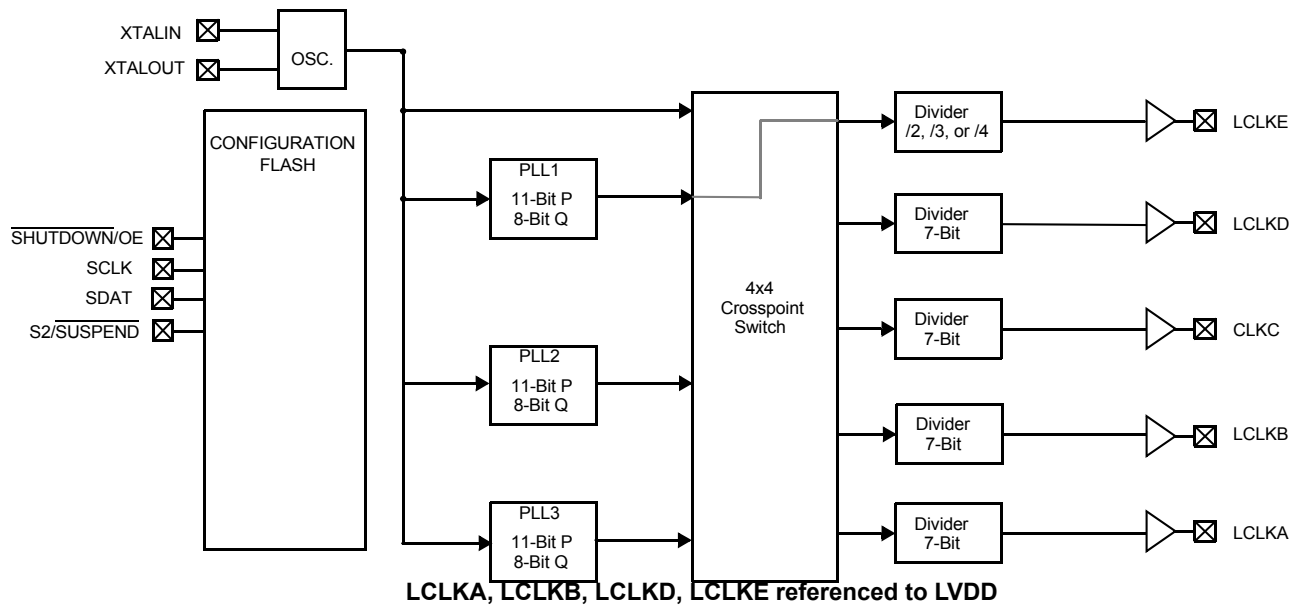 XTALIN
XTALOUT
OSC.
CONFIGURATION
FLASH
SHUTDOWN/OE
SCLK
SDAT
S2/SUSPEND
PLL1
11-Bit P
8-Bit Q
PLL2
11-Bit P
8-Bit Q
PLL3
11-Bit P
8-Bit Q
4x4
Crosspoint
Switch
Divider
/2, /3, or /4
LCLKE
Divider
7-Bit
LCLKD
Divider
7-Bit
CLKC
Divider
7-Bit
LCLKB
Divider
7-Bit
LCLKA
LCLKA, LCLKB, LCLKD, LCLKE referenced to LVDD